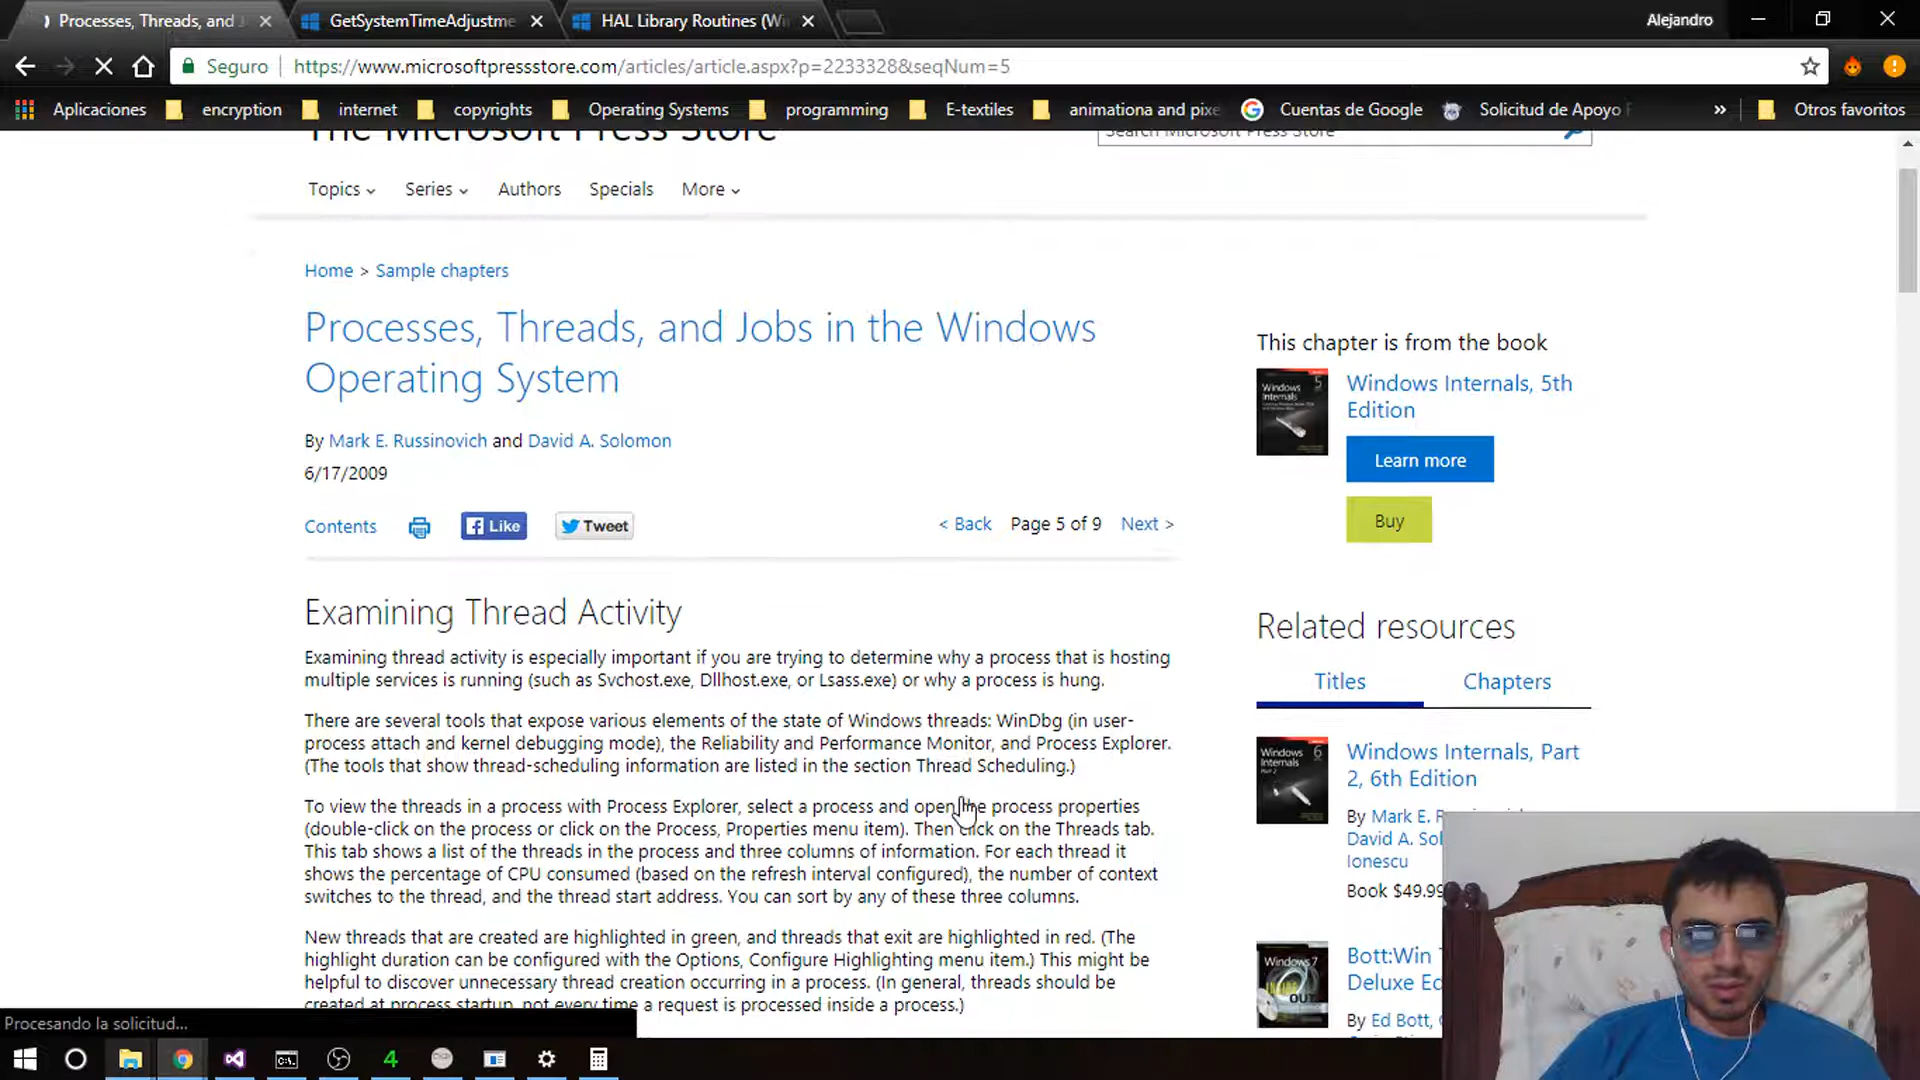 Processes, Threads, and J
GetSystemTimeAdjustme
HAL Library Routines (Wi
Alejandro
Seguro
https://www.microsoftpressstore.com/articles/article.aspx?p=2233328&seqNum=5
Aplicaciones
encryption
internet
copyrights
Operating Systems
programming
E-textiles
animationa and pixe
Cuentas de Google
Solicitud de Apoyo
»
Otros favoritos
The Microsoft Press Store
Search Microsoft Press Store
Topics
Series
Authors
Specials
More
Home > Sample chapters
Processes, Threads, and Jobs in the Windows
Operating System
By Mark E. Russinovich and David A. Solomon
6/17/2009
Contents
Like
Tweet
< Back Page 5 of 9 Next >
Examining Thread Activity
Examining thread activity is especially important if you are trying to determine why a process that is hosting
multiple services is running (such as Svchost.exe, Dllhost.exe, or Lsass.exe) or why a process is hung.
There are several tools that expose various elements of the state of Windows threads: WinDbg (in user-
process attach and kernel debugging mode), the Reliability and Performance Monitor, and Process Explorer.
(The tools that show thread-scheduling information are listed in the section Thread Scheduling.)
To view the threads in a process with Process Explorer, select a process and open the process properties
(double-click on the process or click on the Process, Properties menu item). Then click on the Threads tab.
This tab shows a list of the threads in the process and three columns of information. For each thread it
shows the percentage of CPU consumed (based on the refresh interval configured), the number of context
switches to the thread, and the thread start address. You can sort by any of these three columns.
New threads that are created are highlighted in green, and threads that exit are highlighted in red. (The
highlight duration can be configured with the Options, Configure Highlighting menu item.) This might be
helpful to discover unnecessary thread creation occurring in a process. (In general, threads should be
created at process startup, not every time a request is processed inside a process.)
This chapter is from the book
Windows Internals 5
Windows Internals, 5th
Edition
Learn more
Buy
Related resources
Titles
Chapters
Windows Internals 6
Part 2
Windows Internals, Part
2, 6th Edition
By Mark E. R
David A. Sol
Ionescu
Book $49.99
Windows 7
INSIDE OUT
Bott:Win
Deluxe Ed
By Ed Bott,
Procesando la solicitud...
C:\
4